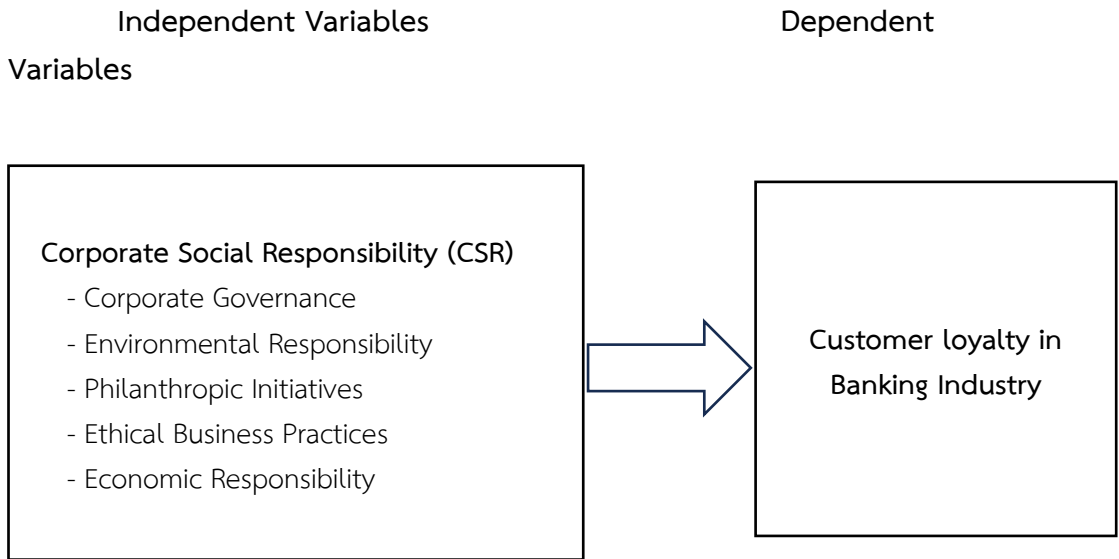 Independent Variables Dependent
Variables
Corporate Social Responsibility (CSR)
- Corporate Governance
- Environmental Responsibility
- Philanthropic Initiatives
- Ethical Business Practices
- Economic Responsibility
Customer loyalty in
Banking Industry